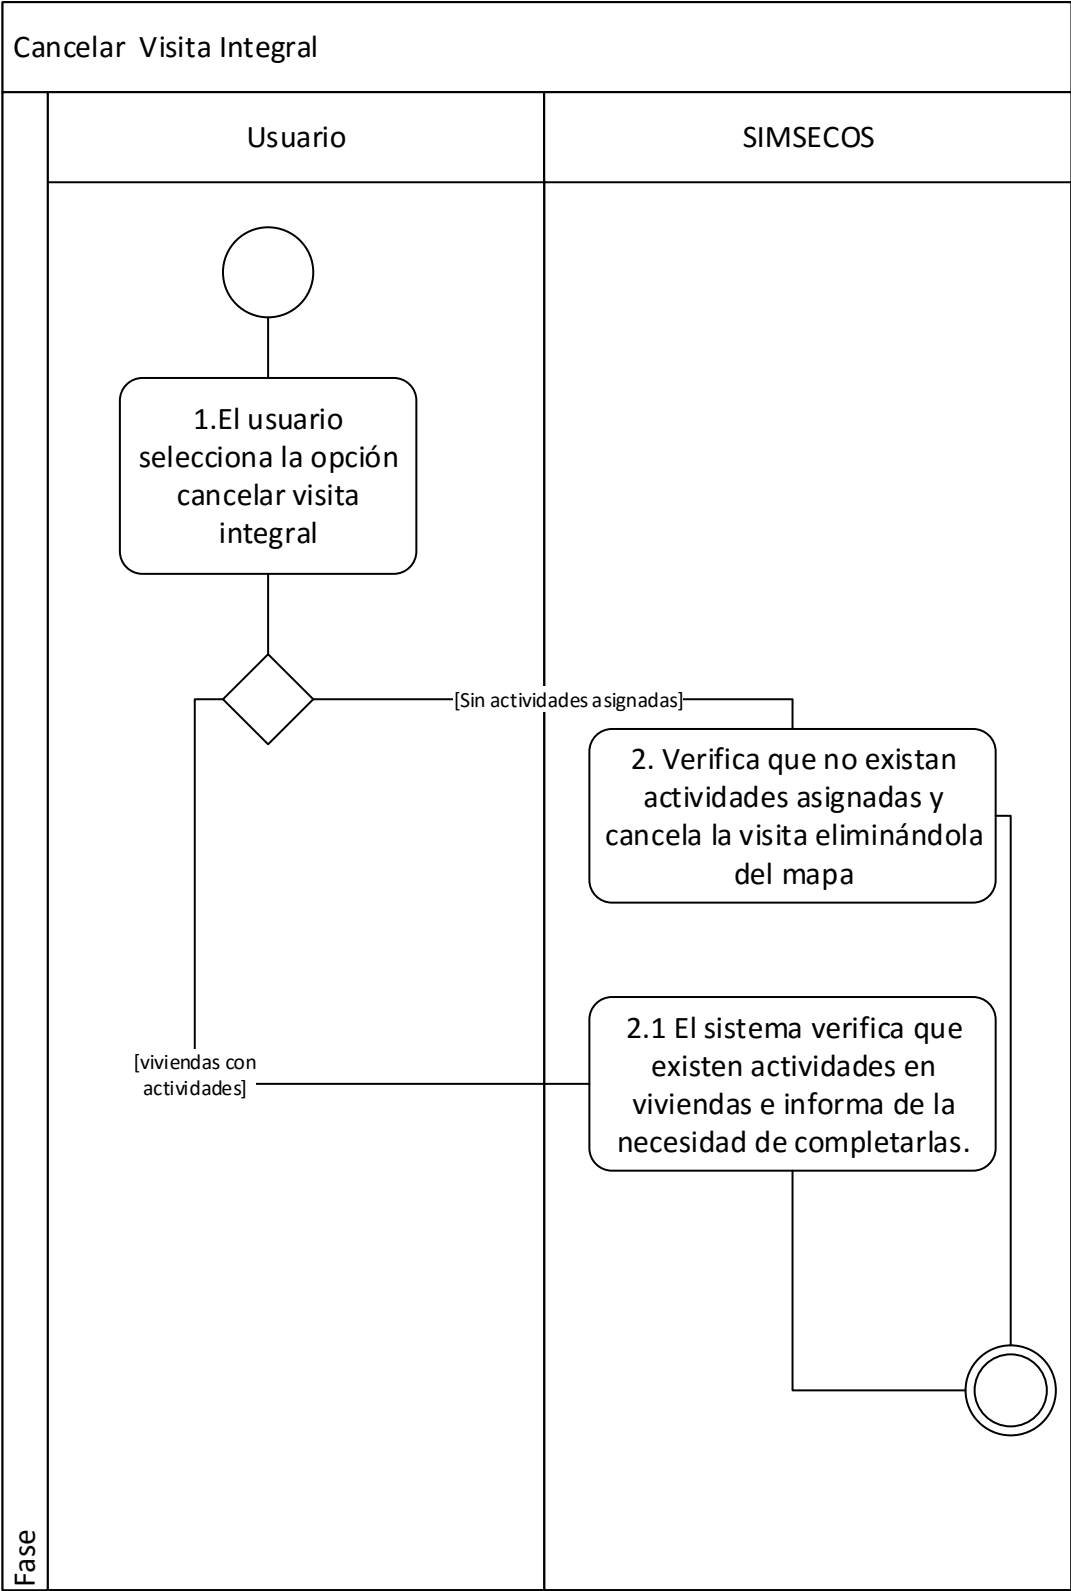 Cancelar  Visita Integral
Usuario
SIMSECOS
1.El usuario
selecciona la opción
cancelar visita
integral
[Sin actividades asignadas]
2. Verifica que no existan
actividades asignadas y
cancela la visita eliminándola
del mapa
[viviendas con
actividades]
2.1 El sistema verifica que
existen actividades en
viviendas e informa de la
necesidad de completarlas.
Fase